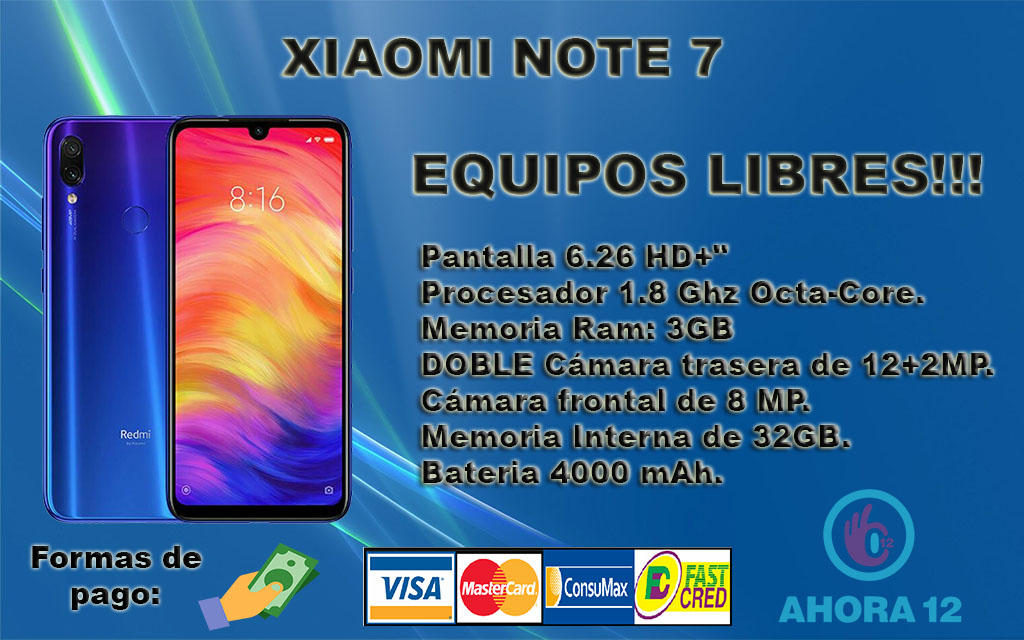 XIAOMI NOTE 7
EQUIPOS LIBRES!!!
8:16
Redmi
Pantalla 6.26 HD+"
Procesador 1.8 Ghz Octa-Core.
Memoria Ram: 3GB
DOBLE Cámara trasera de 12+2MP.
Cámara frontal de 8 MP.
Memoria Interna de 32GB.
Bateria 4000 mAh.
Formas de
pago:
VISA
MasterCard
ConsuMax
FAST
CRED
12
AHORA 12